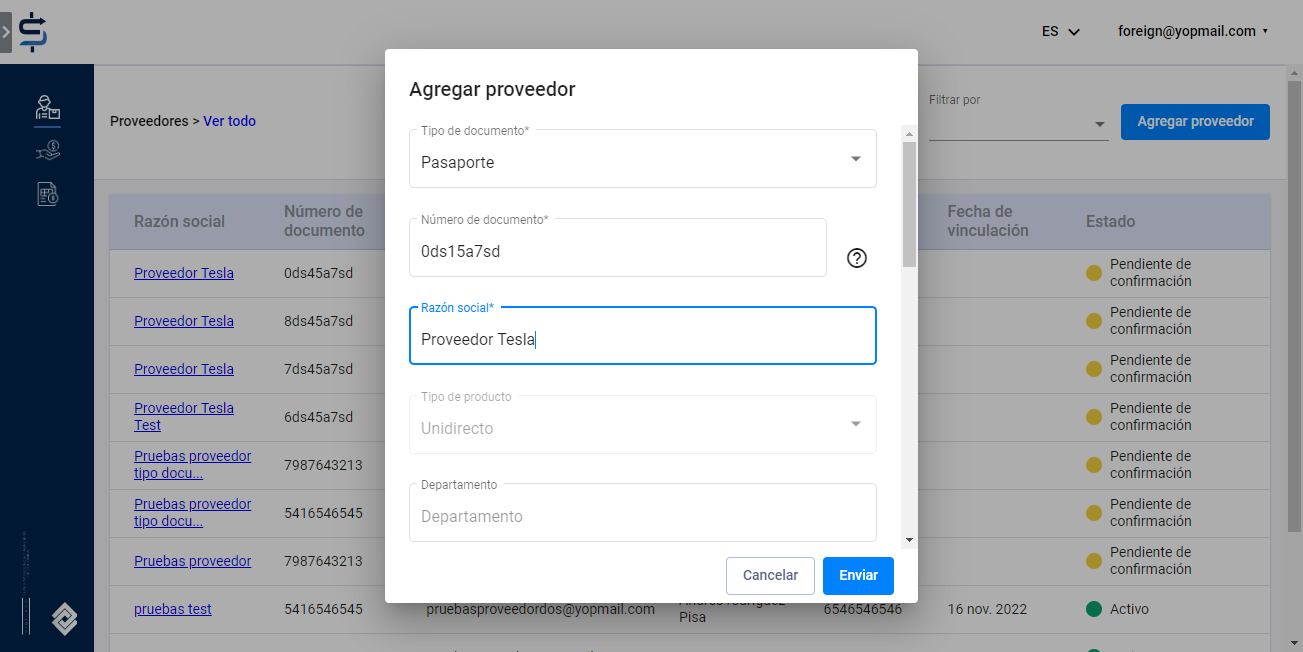 ES
foreign@yopmail.com
Proveedores > Ver todo
Filtrar por
Agregar proveedor
Agregar proveedor
Tipo de documento*
Pasaporte
Número de documento*
0ds15a7sd
Razón social*
Proveedor Tesla
Tipo de producto
Unidirecto
Departamento
Departamento
Cancelar
Enviar
Razón social
Número de
documento
Fecha de
vinculación
Estado
Proveedor Tesla
0ds45a7sd
Pendiente de
confirmación
Proveedor Tesla
8ds45a7sd
Pendiente de
confirmación
Proveedor Tesla
7ds45a7sd
Pendiente de
confirmación
Proveedor Tesla
Test
6ds45a7sd
Pendiente de
confirmación
Pruebas proveedor
tipo docu...
7987643213
Pendiente de
confirmación
Pruebas proveedor
tipo docu...
5416546545
Pendiente de
confirmación
Pruebas proveedor
7987643213
Pendiente de
confirmación
pruebas test
5416546545
pruebasproveedordos@yopmail.com
Pisa
6546546546
16 nov. 2022
Activo